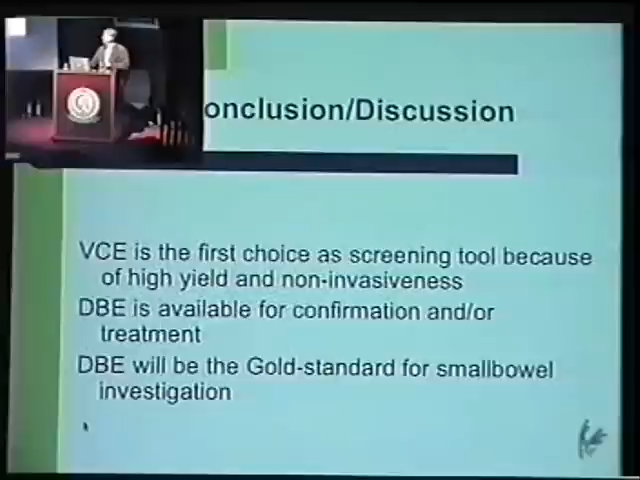 onclusion/Discussion
VCE is the first choice as screening tool because
of high yield and non-invasiveness
DBE is available for confirmation and/or
treatment
DBE will be the Gold-standard for smallbowel
investigation